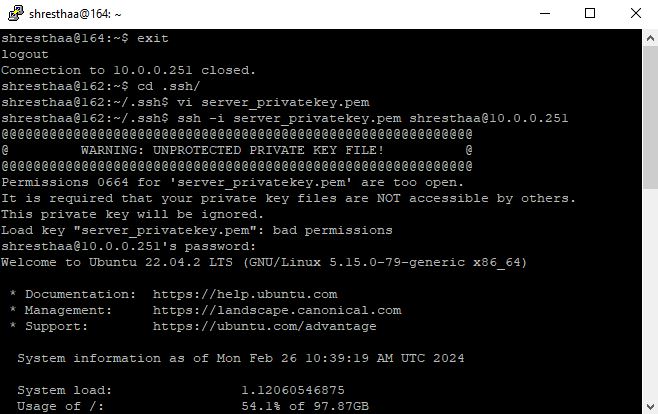 shresthaa@164: ~
shresthaa@164:~$ exit
logout
Connection to 10.0.0.251 closed.
shresthaa@162:~$ cd .ssh/
shresthaa@162:~/.ssh$ vi server_privatekey.pem
shresthaa@162:~/.ssh$ ssh -i server_privatekey.pem shresthaa@10.0.0.251
@@@@@@@@@@@@@@@@@@@@@@@@@@@@@@@@@@@@@@@@@@@@@@@@@@@@@@@@@@@
@         WARNING: UNPROTECTED PRIVATE KEY FILE!          @
@@@@@@@@@@@@@@@@@@@@@@@@@@@@@@@@@@@@@@@@@@@@@@@@@@@@@@@@@@@
Permissions 0664 for 'server_privatekey.pem' are too open.
It is required that your private key files are NOT accessible by others.
This private key will be ignored.
Load key "server_privatekey.pem": bad permissions
shresthaa@10.0.0.251's password:
Welcome to Ubuntu 22.04.2 LTS (GNU/Linux 5.15.0-79-generic x86_64)
 * Documentation:  https://help.ubuntu.com
 * Management:     https://landscape.canonical.com
 * Support:        https://ubuntu.com/advantage
  System information as of Mon Feb 26 10:39:19 AM UTC 2024
  System load:                1.12060546875
  Usage of /:                 54.1% of 97.87GB